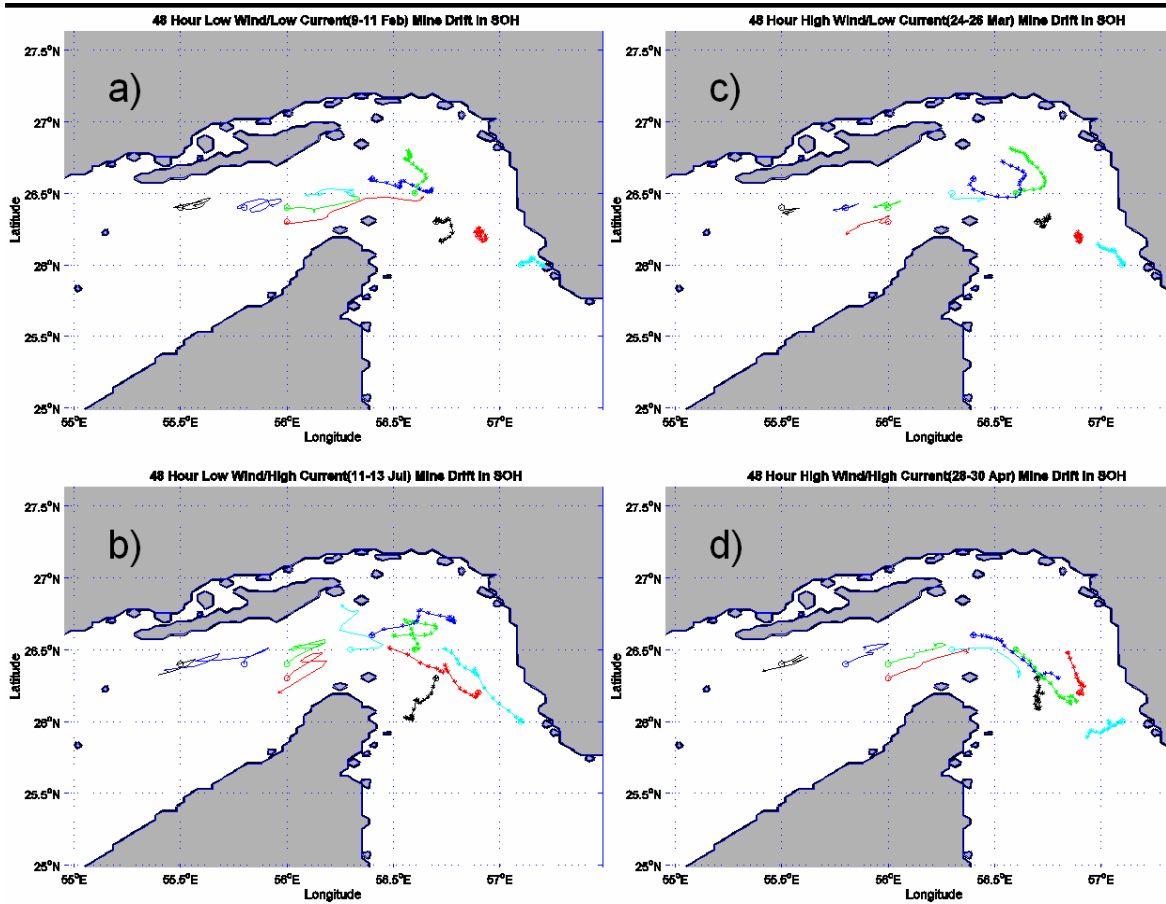 48 Hour Low Wind/Low Current(9-11 Feb) Mine Drift in SOH
a)
27.5°N
27°N
26.5°N
26°N
25.5°N
25°N
Latitude
55°E
55.5°E
56°E
56.5°E
57°E
Longitude
48 Hour High Wind/Low Current(24-26 Mar) Mine Drift in SOH
c)
27.5°N
27°N
26.5°N
26°N
25.5°N
25°N
Latitude
55°E
55.5°E
56°E
56.5°E
57°E
Longitude
48 Hour Low Wind/High Current(11-13 Jul) Mine Drift in SOH
b)
27.5°N
27°N
26.5°N
26°N
25.5°N
25°N
Latitude
55°E
55.5°E
56°E
56.5°E
57°E
Longitude
48 Hour High Wind/High Current(28-30 Apr) Mine Drift in SOH
d)
27.5°N
27°N
26.5°N
26°N
25.5°N
25°N
Latitude
55°E
55.5°E
56°E
56.5°E
57°E
Longitude